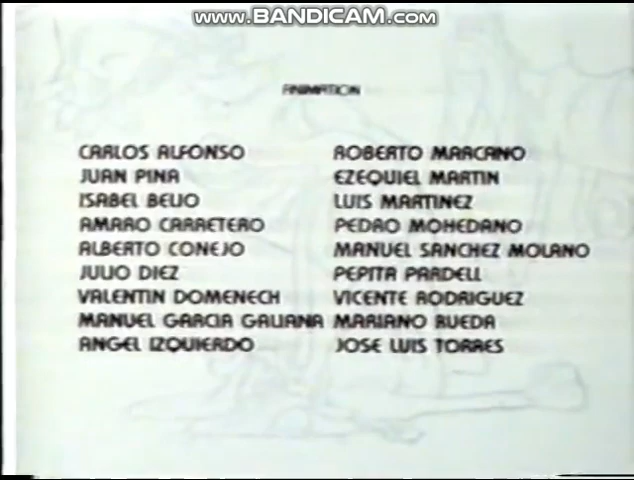 www.BANDICAM.com
ANIMATION
CARLOS ALFONSO ROBERTO MARCANO
JUAN PINA EZEQUIEL MARTIN
ISABEL BEIJO LUIS MARTINEZ
AMARO CARRETERO PEDRO MOHEDANO
ALBERTO CONEJO MANUEL SANCHEZ MOLANO
JULIO DIEZ PEPITA PARDELL
VALENTIN DOMENECH VICENTE RODRIGUEZ
MANUEL GARCIA GALIANA MARIANO RUEDA
ANGEL IZQUIERDO JOSE LUIS TORRES